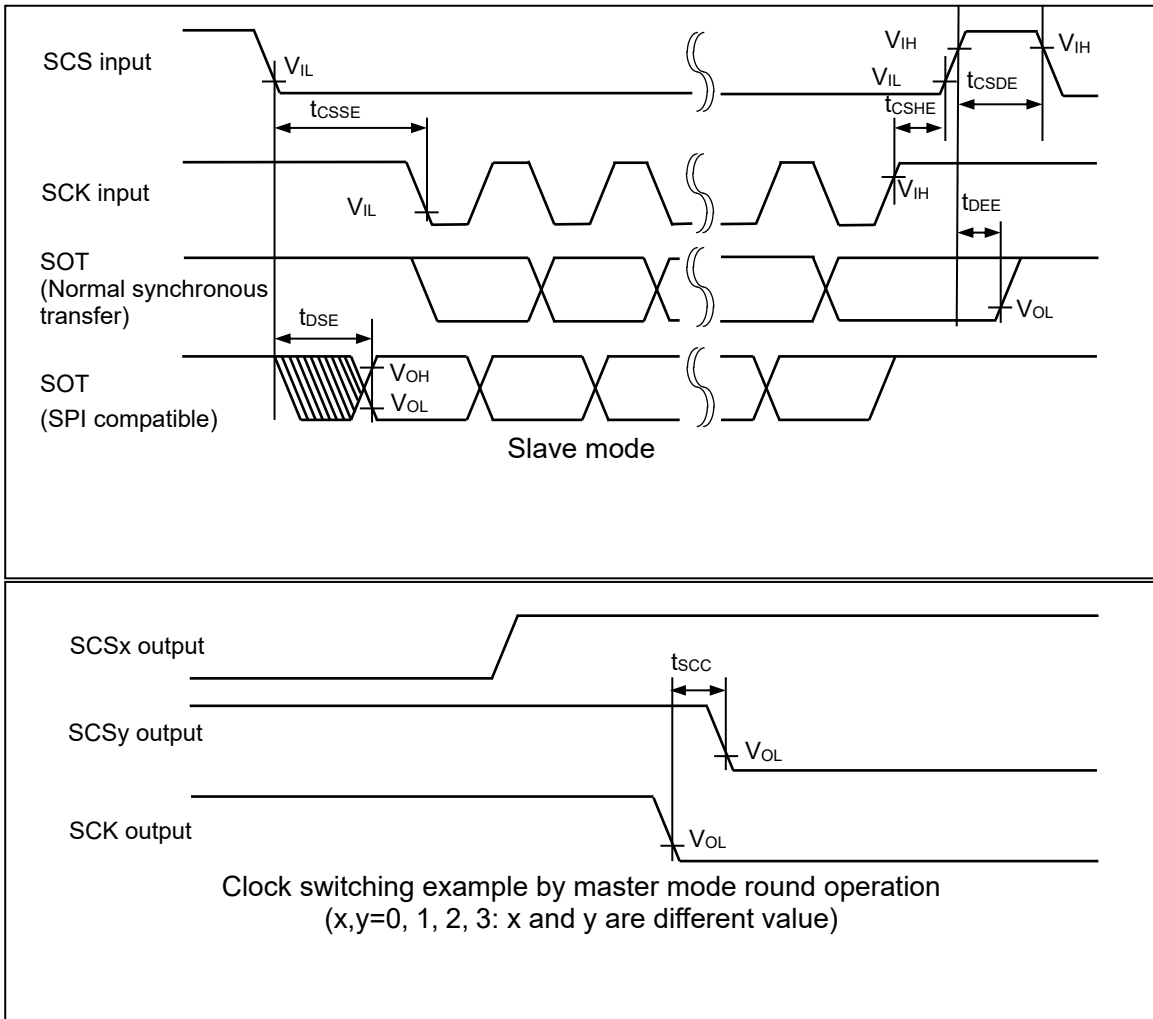 SCS input
VIL
VIH
VIH
VIL
tCSDE
tCSSE
tCSHE
SCK input
VIL
VIH
tDEE
SOT
(Normal synchronous
transfer)
VOL
tDSE
SOT
(SPI compatible)
VOH
VOL
Slave mode
SCSx output
tSCC
SCSy output
VOL
SCK output
VOL
Clock switching example by master mode round operation
(x,y=0, 1, 2, 3: x and y are different value)